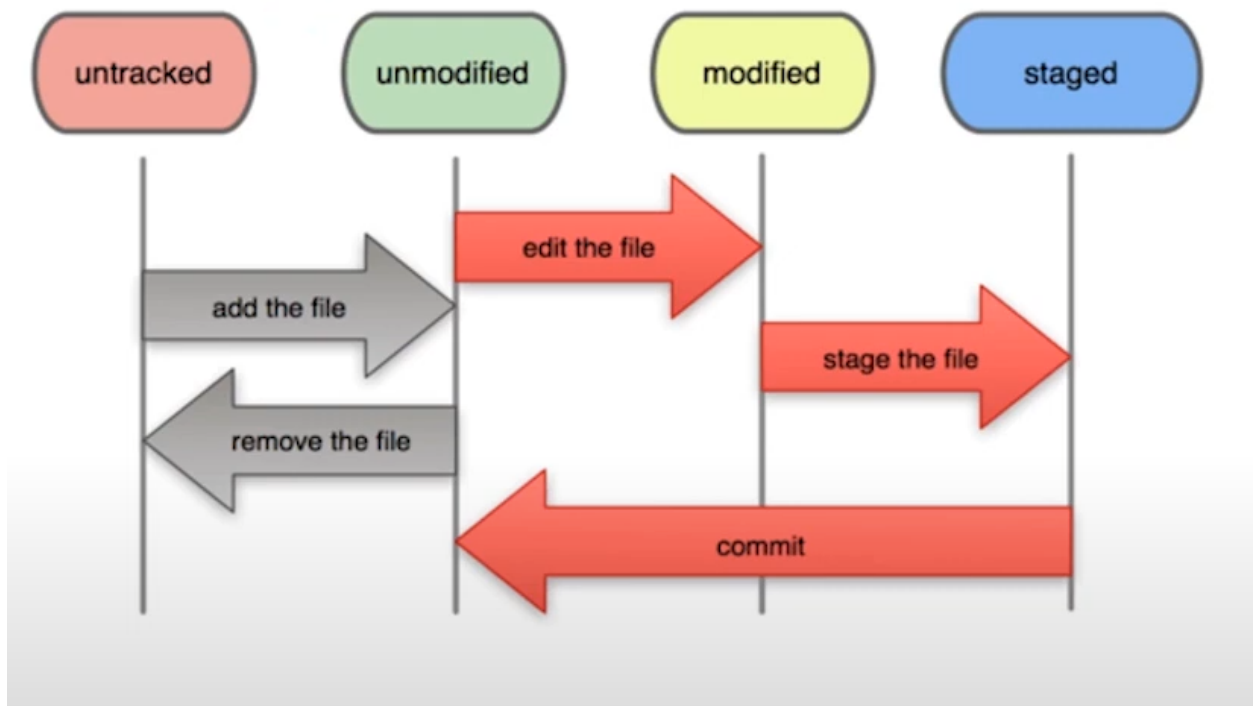 untracked
unmodified
modified
staged
edit the file
add the file
stage the file
remove the file
commit